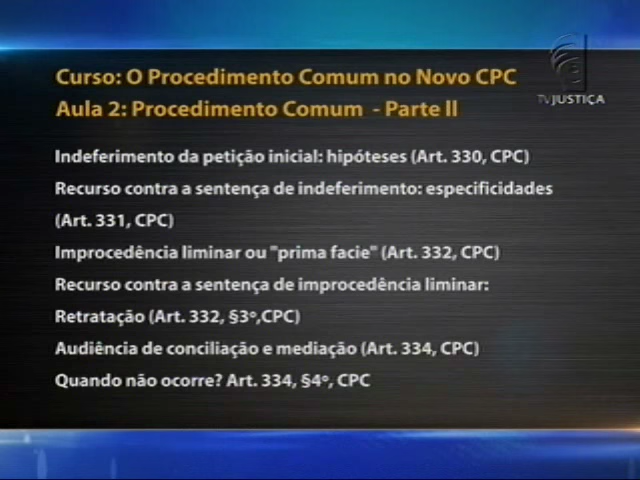 Curso: O Procedimento Comum no Novo CPC
Aula 2: Procedimento Comum - Parte II
TVJUSTIÇA
Indeferimento da petição inicial: hipóteses (Art. 330, CPC)
Recurso contra a sentença de indeferimento: especificidades
(Art. 331, CPC)
Improcedência liminar ou "prima facie" (Art. 332, CPC)
Recurso contra a sentença de improcedência liminar:
Retratação (Art. 332, §3º,CPC)
Audiência de conciliação e mediação (Art. 334, CPC)
Quando não ocorre? Art. 334, §4º, CPC